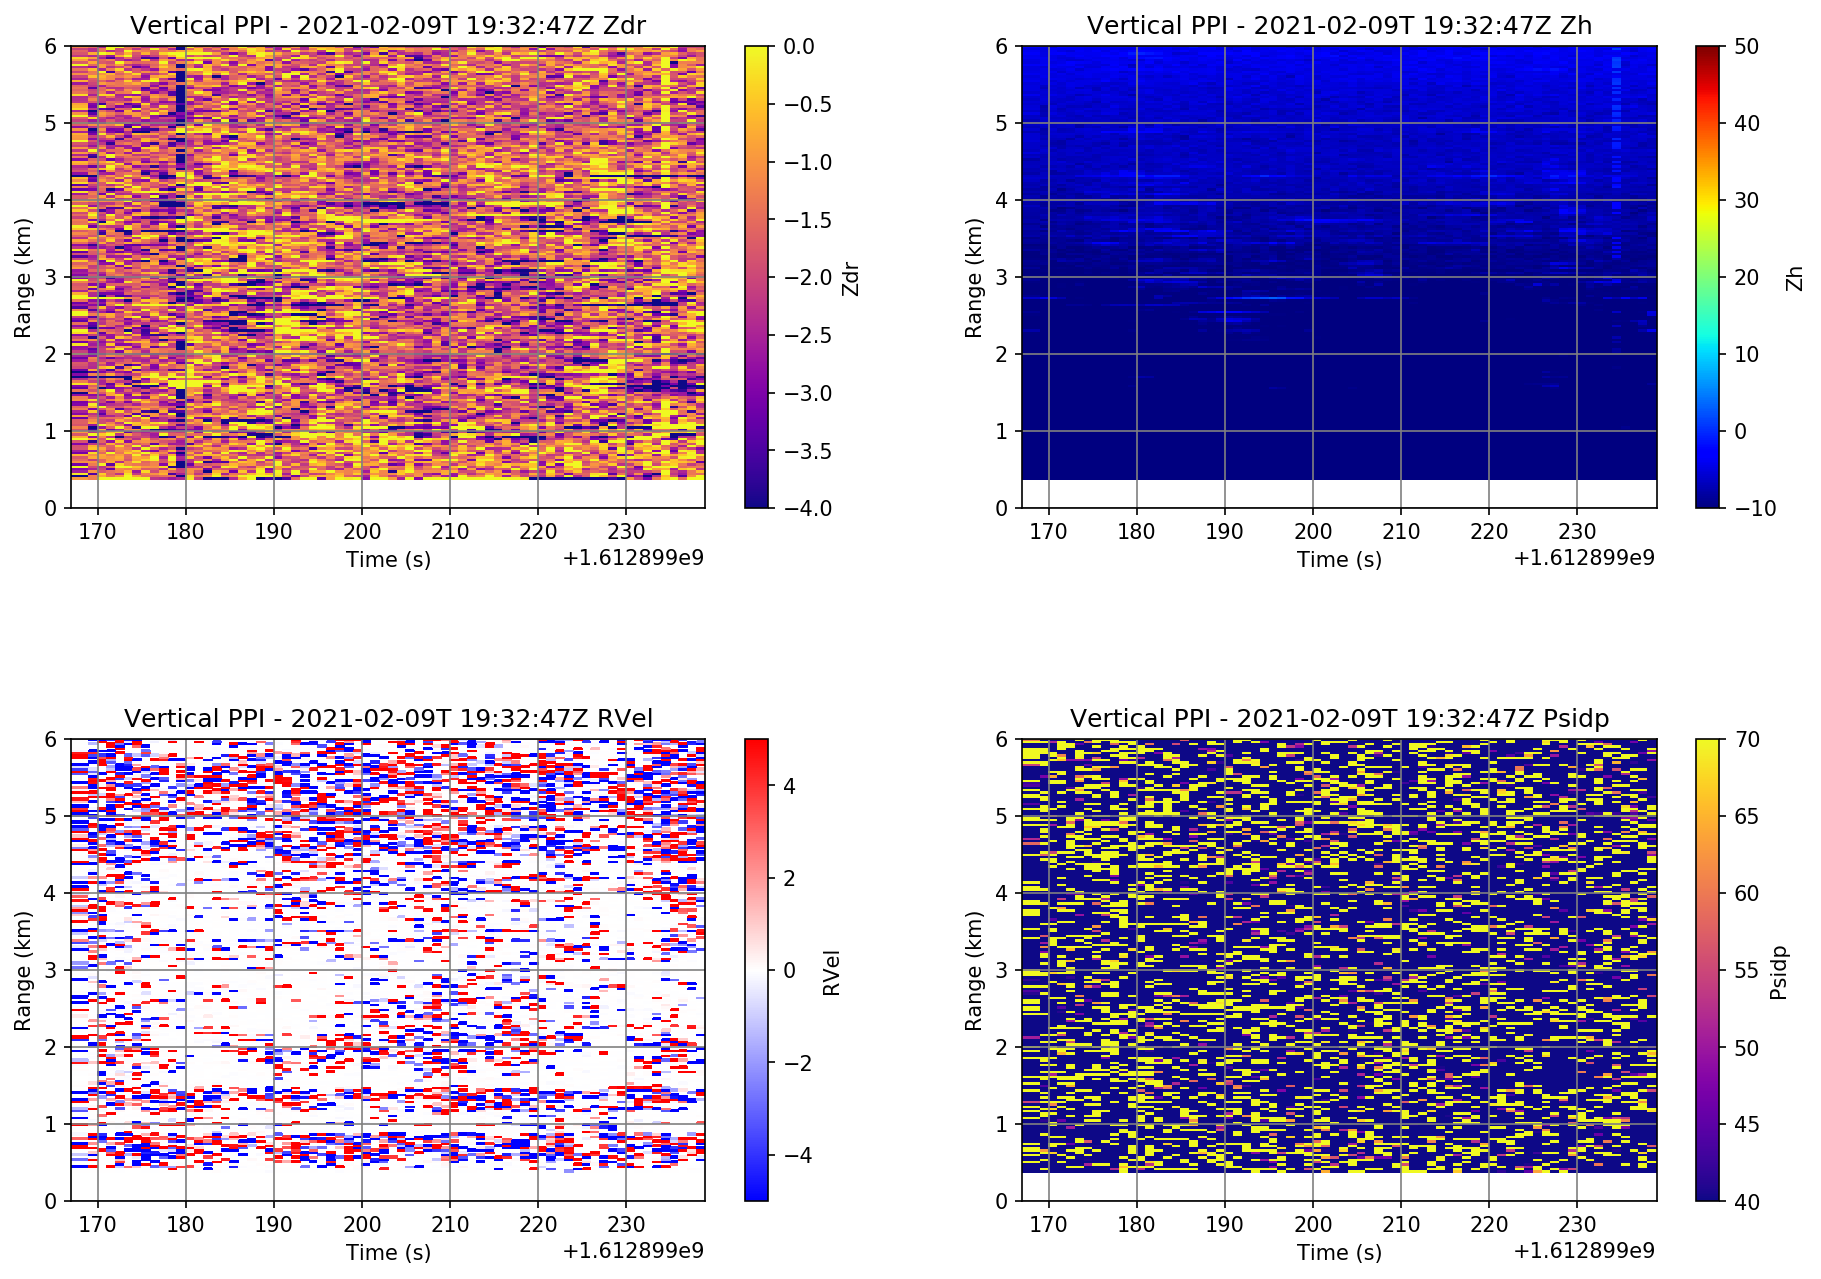 Vertical PPI - 2021-02-09T 19:32:47Z Zdr
6
5
4
3
2
1
0
Range (km)
170 180 190 200 210 220 230
Time (s)
+1.612899e9
0.0
−0.5
−1.0
−1.5
−2.0
−2.5
−3.0
−3.5
−4.0
Zdr
Vertical PPI - 2021-02-09T 19:32:47Z Zh
6
5
4
3
2
1
0
Range (km)
170 180 190 200 210 220 230
Time (s)
+1.612899e9
50
40
30
20
10
0
−10
Zh
Vertical PPI - 2021-02-09T 19:32:47Z RVel
6
5
4
3
2
1
0
Range (km)
170 180 190 200 210 220 230
Time (s)
+1.612899e9
4
2
0
−2
−4
RVel
Vertical PPI - 2021-02-09T 19:32:47Z Psidp
6
5
4
3
2
1
0
Range (km)
170 180 190 200 210 220 230
Time (s)
+1.612899e9
70
65
60
55
50
45
40
Psidp